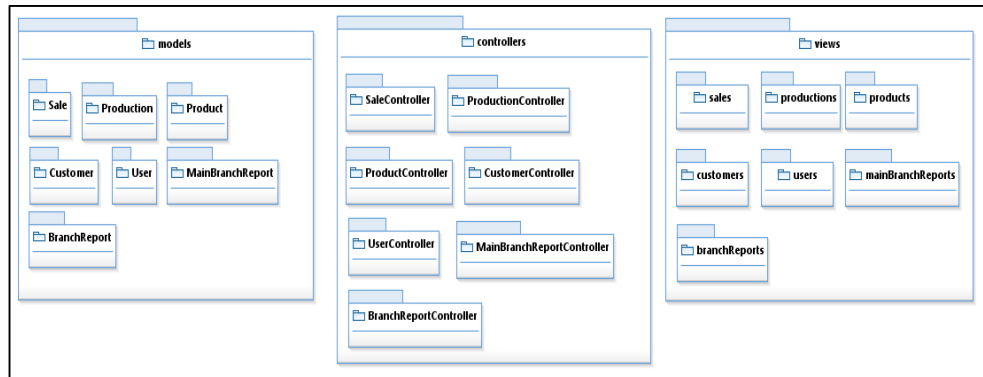 models
Sale
Production
Product
Customer
User
MainBranchReport
BranchReport
controllers
SaleController
ProductionController
ProductController
CustomerController
UserController
MainBranchReportController
BranchReportController
views
sales
productions
products
customers
users
mainBranchReports
branchReports